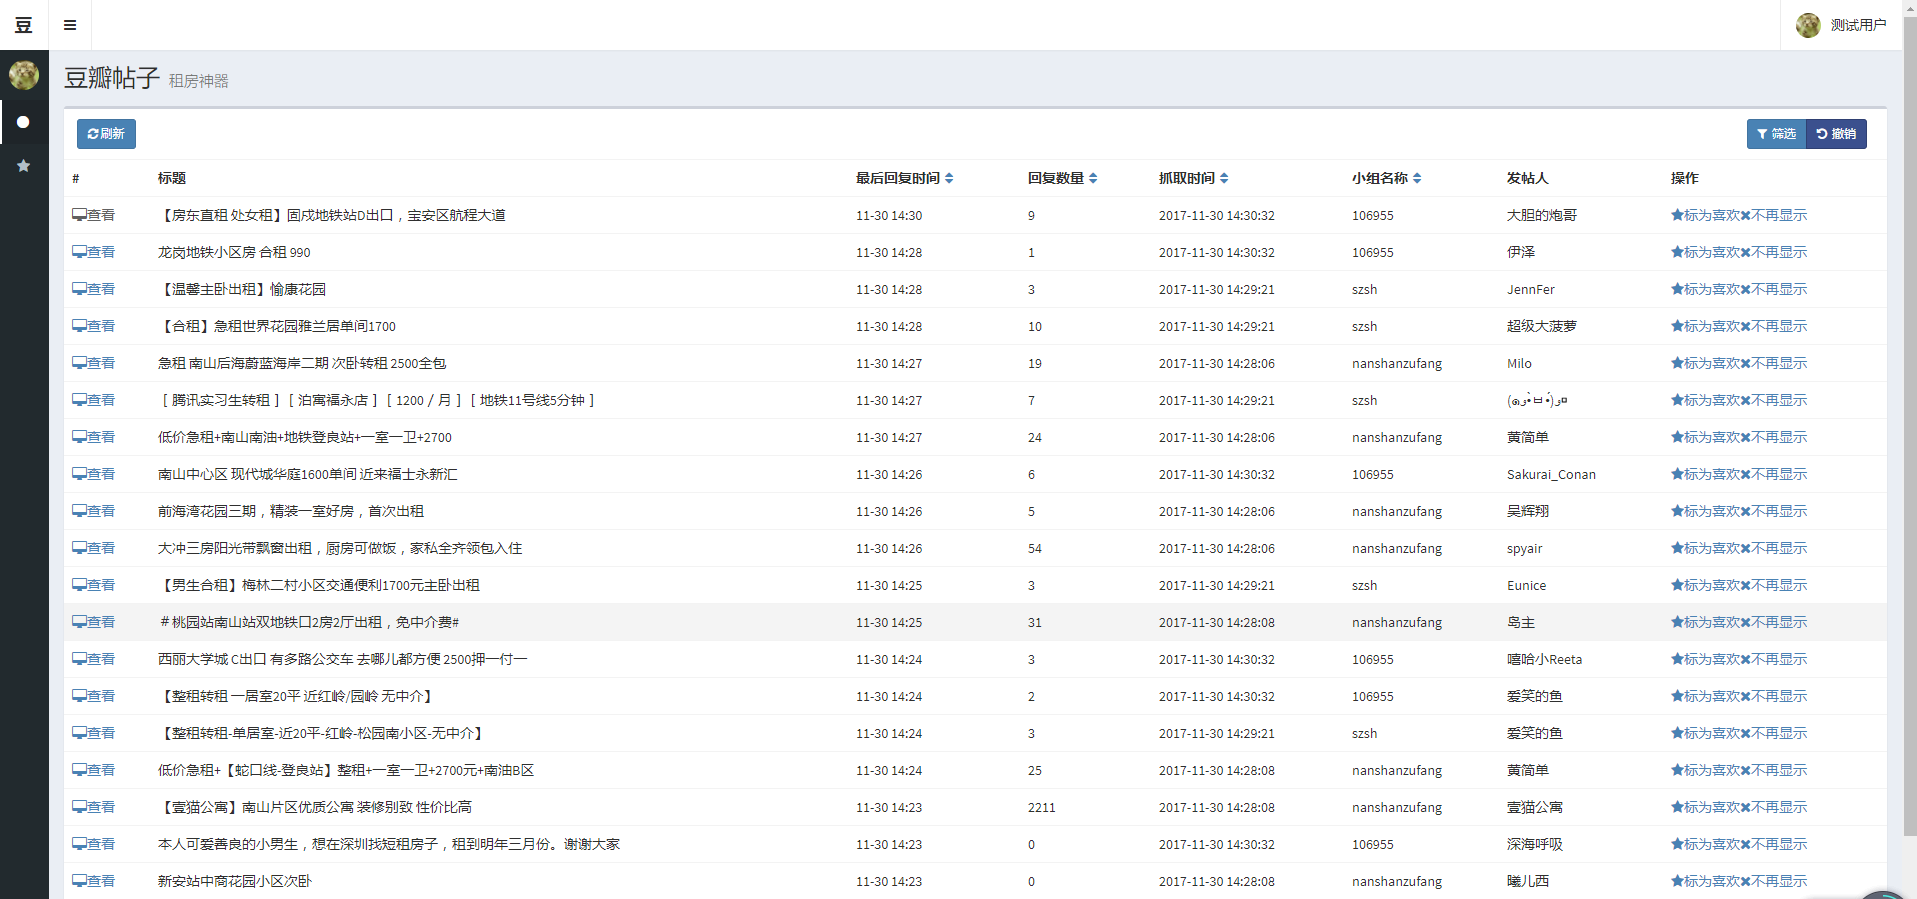 豆
测试用户
豆瓣帖子 租房神器
刷新 筛选 撤销
# 标题 最后回复时间 回复数量 抓取时间 小组名称 发帖人 操作
查看 【房东直租 处女租】固戍地铁站D出口，宝安区航程大道 11-30 14:30 9 2017-11-30 14:30:32 106955 大胆的炮哥 标为喜欢 不再显示
查看 龙岗地铁小区房 合租 990 11-30 14:28 1 2017-11-30 14:30:32 106955 伊泽 标为喜欢 不再显示
查看 【温馨主卧出租】愉康花园 11-30 14:28 3 2017-11-30 14:29:21 szsh JennFer 标为喜欢 不再显示
查看 【合租】急租世界花园雅兰居单间1700 11-30 14:28 10 2017-11-30 14:29:21 szsh 超级大菠萝 标为喜欢 不再显示
查看 急租 南山后海蔚蓝海岸二期 次卧转租 2500全包 11-30 14:27 19 2017-11-30 14:28:06 nanshanzufang Milo 标为喜欢 不再显示
查看 ［ 腾讯实习生转租 ］［ 泊寓福永店 ］［ 1200 / 月 ］［ 地铁11号线5分钟 ］ 11-30 14:27 7 2017-11-30 14:29:21 szsh 标为喜欢 不再显示
查看 低价急租+南山南油+地铁登良站+一室一卫+2700 11-30 14:27 24 2017-11-30 14:28:06 nanshanzufang 黄简单 标为喜欢 不再显示
查看 南山中心区 现代城华庭1600单间 近来福士永新汇 11-30 14:26 6 2017-11-30 14:30:32 106955 Sakurai_Conan 标为喜欢 不再显示
查看 前海湾花园三期，精装一室好房，首次出租 11-30 14:26 5 2017-11-30 14:28:06 nanshanzufang 吴辉翔 标为喜欢 不再显示
查看 大冲三房阳光带飘窗出租，厨房可做饭，家私全齐领包入住 11-30 14:26 54 2017-11-30 14:28:06 nanshanzufang spyair 标为喜欢 不再显示
查看 【男生合租】梅林二村小区交通便利1700元主卧出租 11-30 14:25 3 2017-11-30 14:29:21 szsh Eunice 标为喜欢 不再显示
查看 ＃桃园站南山站双地铁口2房2厅出租，免中介费# 11-30 14:25 31 2017-11-30 14:28:08 nanshanzufang 岛主 标为喜欢 不再显示
查看 西丽大学城 C出口 有多路公交车 去哪儿都方便 2500押一付一 11-30 14:24 3 2017-11-30 14:30:32 106955 嘻哈小Reeta 标为喜欢 不再显示
查看 【整租转租 一居室20平 近红岭/园岭 无中介】 11-30 14:24 2 2017-11-30 14:30:32 106955 爱笑的鱼 标为喜欢 不再显示
查看 【整租转租-单居室-近20平-红岭-松园南小区-无中介】 11-30 14:24 3 2017-11-30 14:29:21 szsh 爱笑的鱼 标为喜欢 不再显示
查看 低价急租+【蛇口线-登良站】整租+一室一卫+2700元+南油B区 11-30 14:24 25 2017-11-30 14:28:08 nanshanzufang 黄简单 标为喜欢 不再显示
查看 【壹猫公寓】南山片区优质公寓 装修别致 性价比高 11-30 14:23 2211 2017-11-30 14:28:08 nanshanzufang 壹猫公寓 标为喜欢 不再显示
查看 本人可爱善良的小男生，想在深圳找短租房子，租到明年三月份。谢谢大家 11-30 14:23 0 2017-11-30 14:30:32 106955 深海呼吸 标为喜欢 不再显示
查看 新安站中商花园小区次卧 11-30 14:23 0 2017-11-30 14:28:08 nanshanzufang 曦儿西 标为喜欢 不再显示